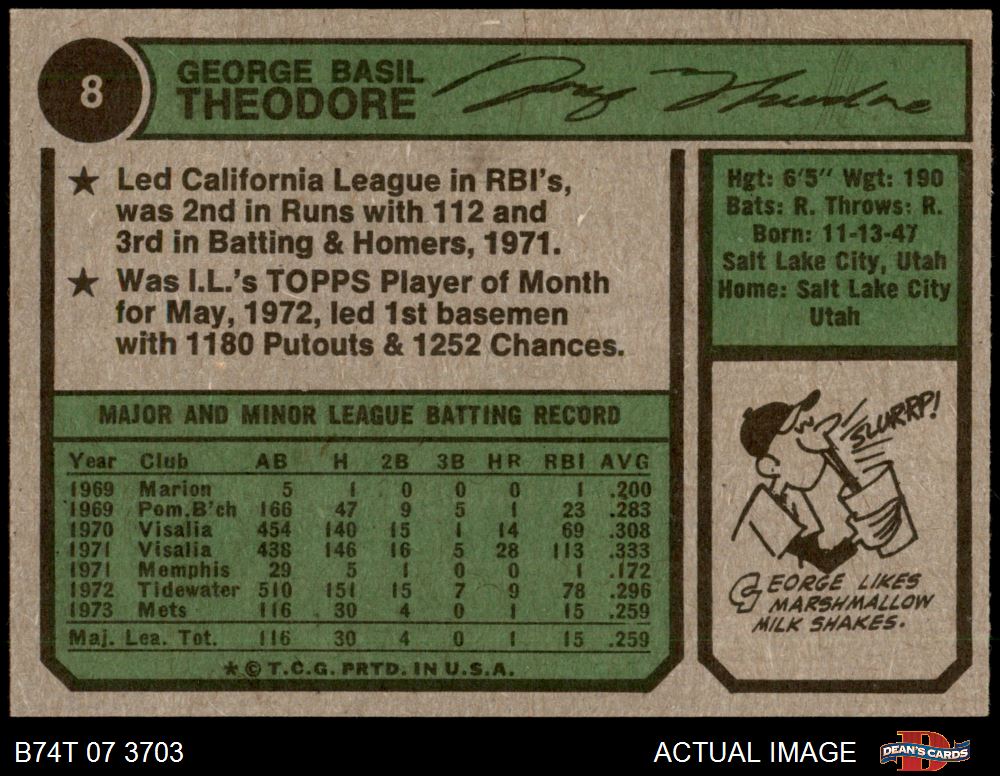 8
GEORGE BASIL
THEODORE
George Theodore
★ Led California League in RBI's,
was 2nd in Runs with 112 and
3rd in Batting & Homers, 1971.
★ Was I.L.'s TOPPS Player of Month
for May, 1972, led 1st basemen
with 1180 Putouts & 1252 Chances.
MAJOR AND MINOR LEAGUE BATTING RECORD
Year Club AB H 2B 3B HR RBI AVG
1969 Marion 5 1 0 0 0 1 .200
1969 Pom.B'ch 166 47 9 5 1 23 .283
1970 Visalia 454 140 15 1 14 69 .308
1971 Visalia 438 146 16 5 28 113 .333
1971 Memphis 29 5 1 0 0 1 .172
1972 Tidewater 510 151 15 7 9 78 .296
1973 Mets 116 30 4 0 1 15 .259
Maj. Lea. Tot. 116 30 4 0 1 15 .259
★ © T.C.G. PRTD. IN U.S.A.
Hgt: 6'5" Wgt: 190
Bats: R. Throws: R.
Born: 11-13-47
Salt Lake City, Utah
Home: Salt Lake City
Utah
SLURRP!
GEORGE LIKES
MARSHMALLOW
MILK SHAKES.
B74T 07 3703
ACTUAL IMAGE
DEAN'S CARDS